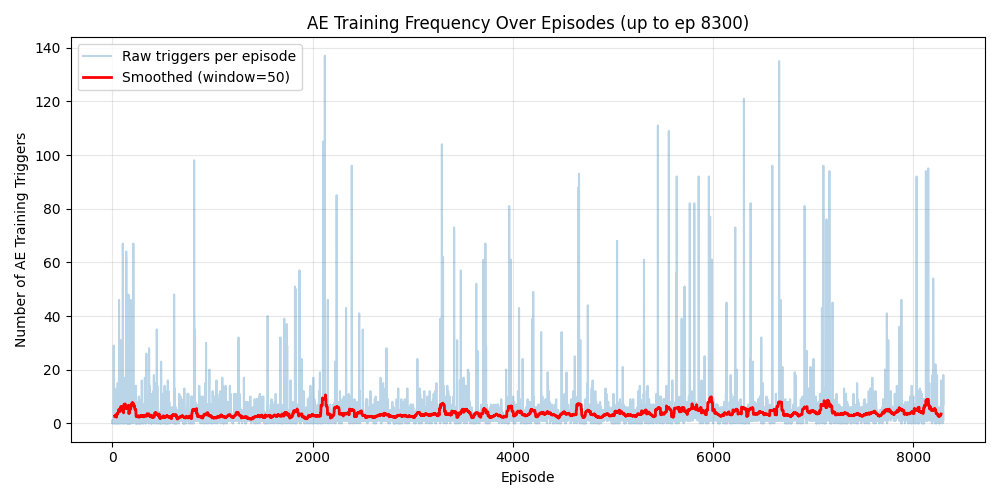 AE Training Frequency Over Episodes (up to ep 8300)
Raw triggers per episode
Smoothed (window=50)
Number of AE Training Triggers
140
120
100
80
60
40
20
0
0 2000 4000 6000 8000
Episode